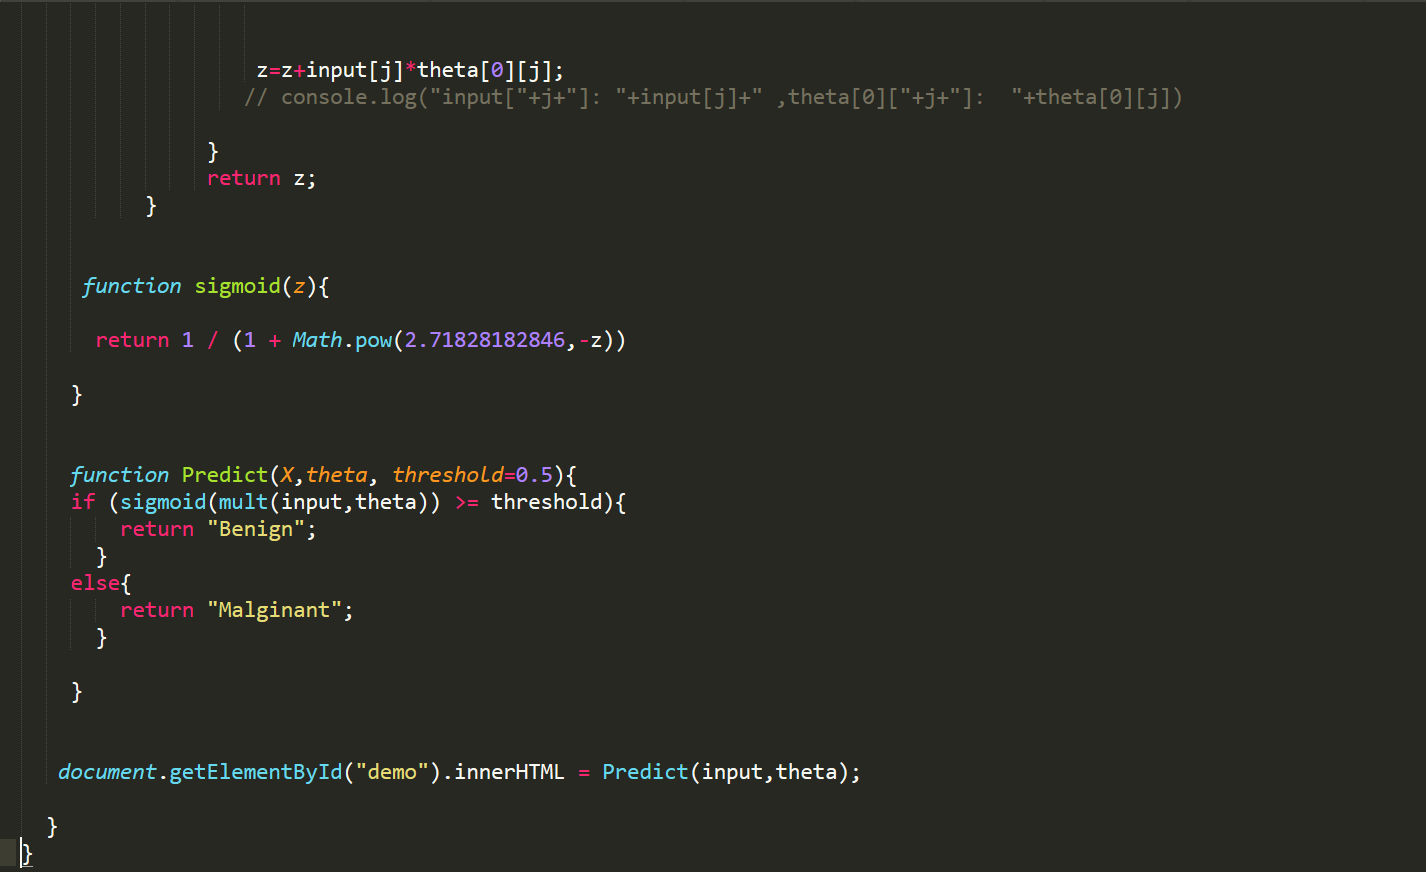 z=z+input[j]*theta[0][j];
// console.log("input["+j+"]: "+input[j]+" ,theta[0]["+j+"]:  "+theta[0][j])
}
return z;
}
function sigmoid(z){
return 1 / (1 + Math.pow(2.71828182846,-z))
}
function Predict(X,theta, threshold=0.5){
if (sigmoid(mult(input,theta)) >= threshold){
return "Benign";
}
else{
return "Malginant";
}
}
document.getElementById("demo").innerHTML = Predict(input,theta);
}
}